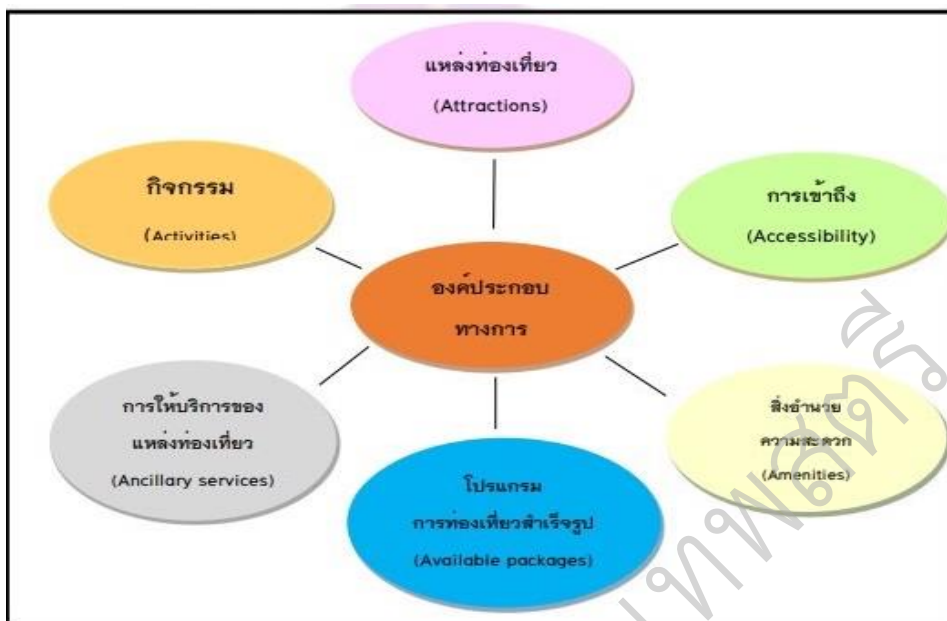 แหล่งท่องเที่ยว
(Attractions)
กิจกรรม
(Activities)
การเข้าถึง
(Accessibility)
องค์ประกอบ
ทางการ
การให้บริการของ
แหล่งท่องเที่ยว
(Ancillary services)
สิ่งอำนวย
ความสะดวก
(Amenities)
โปรแกรม
การท่องเที่ยวสำเร็จรูป
(Available packages)